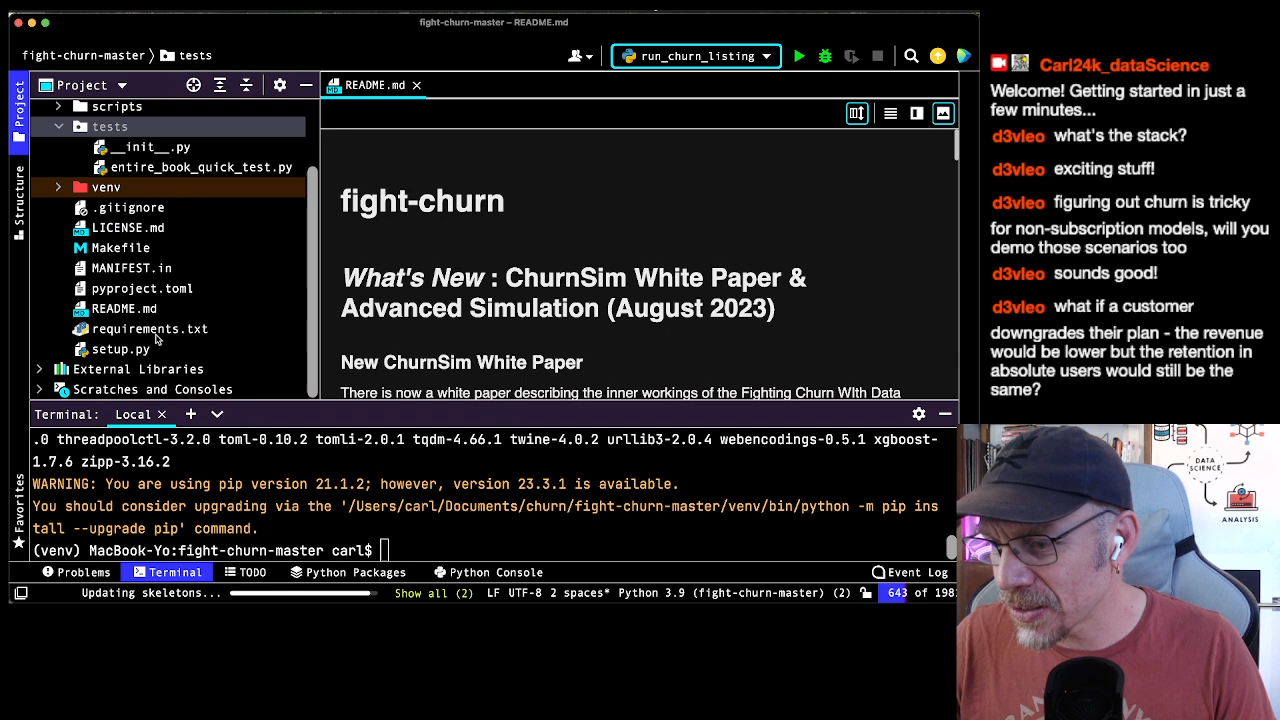 fight-churn-master – README.md
fight-churn-master
tests
run_churn_listing
Project
Project
README.md
scripts
tests
__init__.py
entire_book_quick_test.py
venv
.gitignore
LICENSE.md
Makefile
MANIFEST.in
pyproject.toml
README.md
requirements.txt
setup.py
External Libraries
Scratches and Consoles
Structure
Favorites
fight-churn
What's New : ChurnSim White Paper &
Advanced Simulation (August 2023)
New ChurnSim White Paper
There is now a white paper describing the inner workings of the Fighting Churn WIth Data
Terminal:
Local
.0 threadpoolctl-3.2.0 toml-0.10.2 tomli-2.0.1 tqdm-4.66.1 twine-4.0.2 urllib3-2.0.4 webencodings-0.5.1 xgboost-
1.7.6 zipp-3.16.2
WARNING: You are using pip version 21.1.2; however, version 23.3.1 is available.
You should consider upgrading via the '/Users/carl/Documents/churn/fight-churn-master/venv/bin/python -m pip ins
tall --upgrade pip' command.
(venv) MacBook-Yo:fight-churn-master carl$
Problems
Terminal
TODO
Python Packages
Python Console
Event Log
Updating skeletons...
Show all (2)
LF UTF-8 2 spaces* Python 3.9 (fight-churn-master) (2)
643 of 1981
Carl24k_dataScience
Welcome! Getting started in just a
few minutes...
d3vleo what's the stack?
d3vleo exciting stuff!
d3vleo figuring out churn is tricky
for non-subscription models, will you
demo those scenarios too
d3vleo sounds good!
d3vleo what if a customer
downgrades their plan - the revenue
would be lower but the retention in
absolute users would still be the
same?
DATA
SCIENCE
ANALYSIS